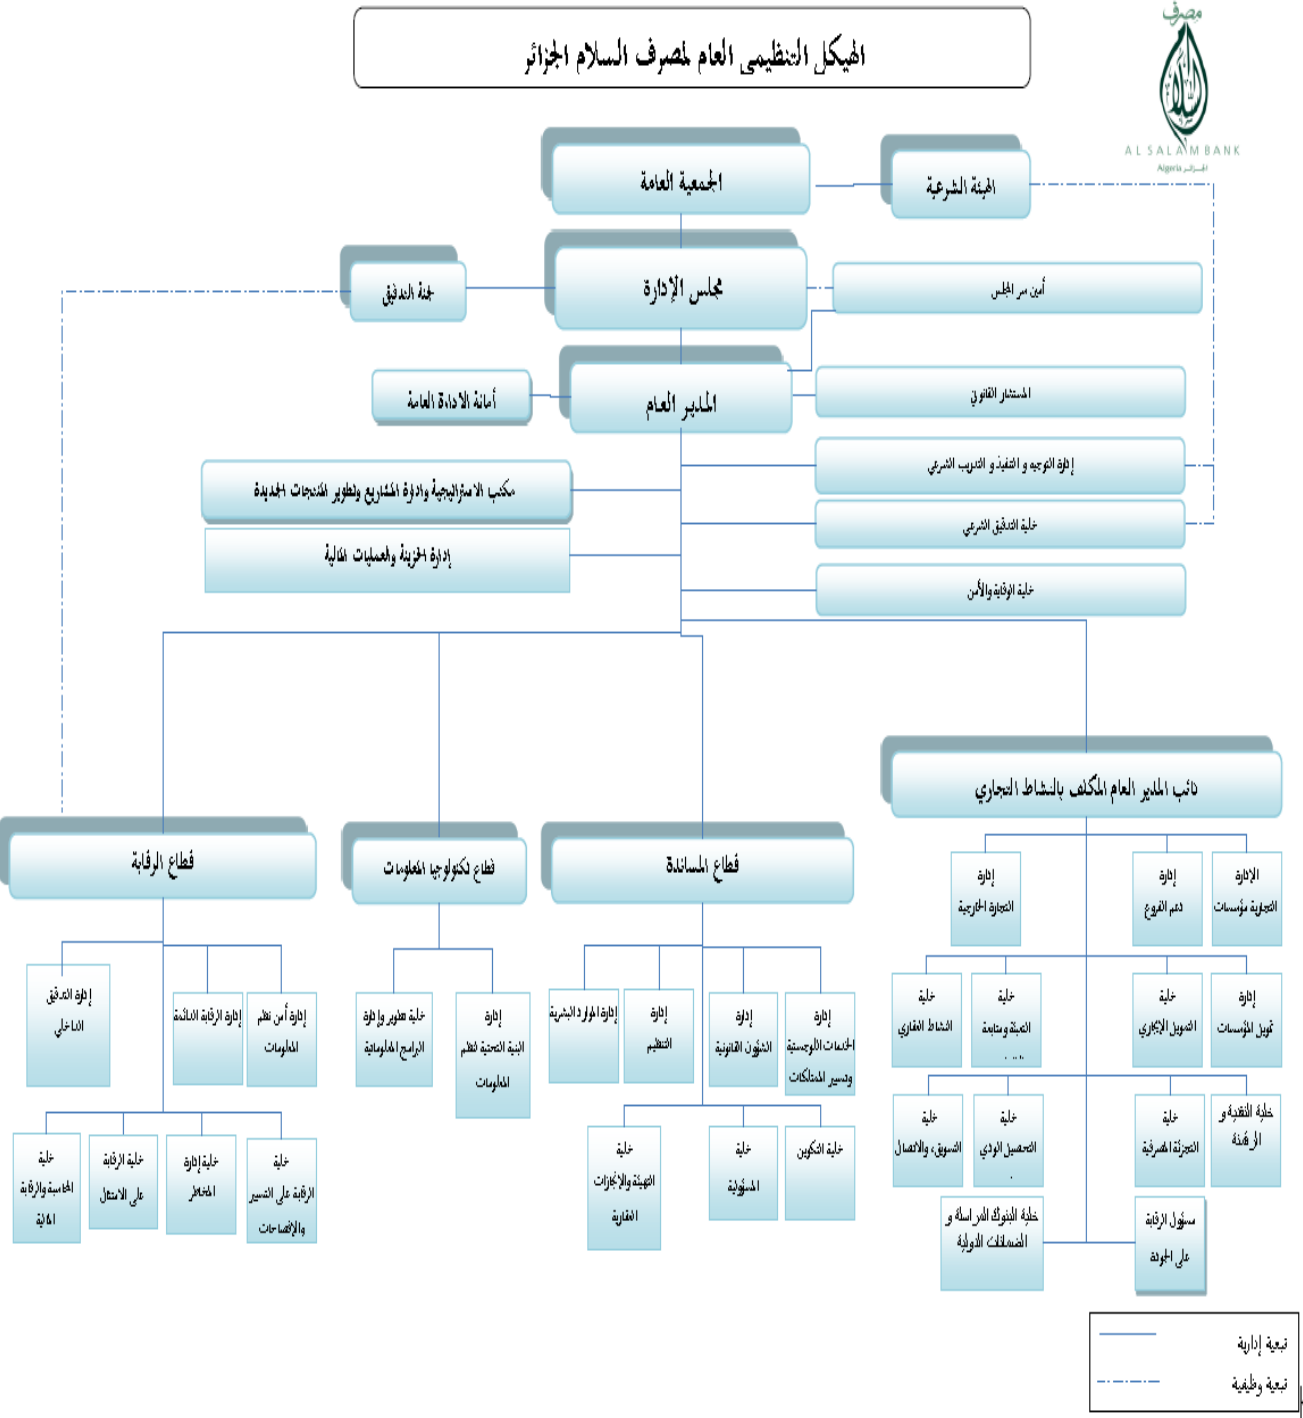 الهيكل التنظيمي العام لمصرف السلام الجزائر
مصرف
السلام
AL SALAM BANK
الجزائر Algeria
الجمعية العامة
الهيئة الشرعية
مجلس الإدارة
لجنة التدقيق
أمين سر المجلس
المدير العام
أمانة الادارة العامة
المستشار القانوني
إدارة التوجيه و التنفيذ و التدريب الشرعي
مكتب الاستراتيجية وادارة المشاريع وتطوير المنتجات الجديدة
خلية التدقيق الشرعي
إدارة الخزينة والعمليات المالية
خلية الوقاية والأمن
نائب المدير العام المكلف بالنشاط التجاري
قطاع المساندة
قطاع تكنولوجيا المعلومات
قطاع الرقابة
الإدارة
التجارية مؤسسات
إدارة
دعم الفروع
إدارة
التجارة الخارجية
إدارة
تمويل المؤسسات
خلية
التمويل الإيجاري
خلية
التعبئة ومتابعة
خلية
النشاط العقاري
خلية النقدية و
الرقمنة
خلية
التجزئة المصرفية
خلية
التحصيل الودي
خلية
التسويق، والاتصال
مسؤول الرقابة
على الجودة
خلية البنوك المراسلة و
الضمانات الدولية
إدارة
الخدمات اللوجستية
وتسيير الممتلكات
إدارة
الشؤون القانونية
إدارة
التنظيم
إدارة الموارد البشرية
خلية التكوين
خلية
المسؤولية
خلية
التهيئة والإنجازات
العقارية
إدارة
البنية التحتية لنظم
المعلومات
خلية تطوير وإدارة
البرامج المعلوماتية
إدارة أمن نظم
المعلومات
إدارة الرقابة الدائمة
إدارة التدقيق
الداخلي
خلية
الرقابة على التسيير
والإفصاحات
خلية إدارة
المخاطر
خلية الرقابة
على الامتثال
خلية
المحاسبة والرقابة
المالية
تبعية إدارية
تبعية وظيفية